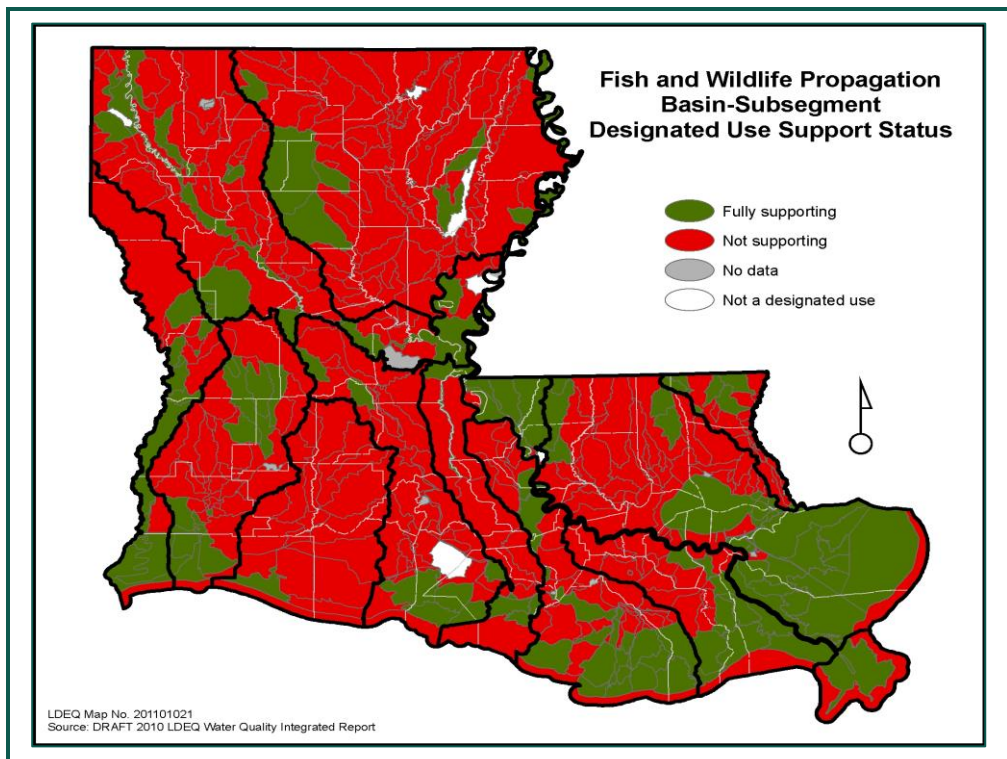 Fish and Wildlife Propagation
Basin-Subsegment
Designated Use Support Status
Fully supporting
Not supporting
No data
Not a designated use
LDEQ Map No. 201101021
Source: DRAFT 2010 LDEQ Water Quality Integrated Report